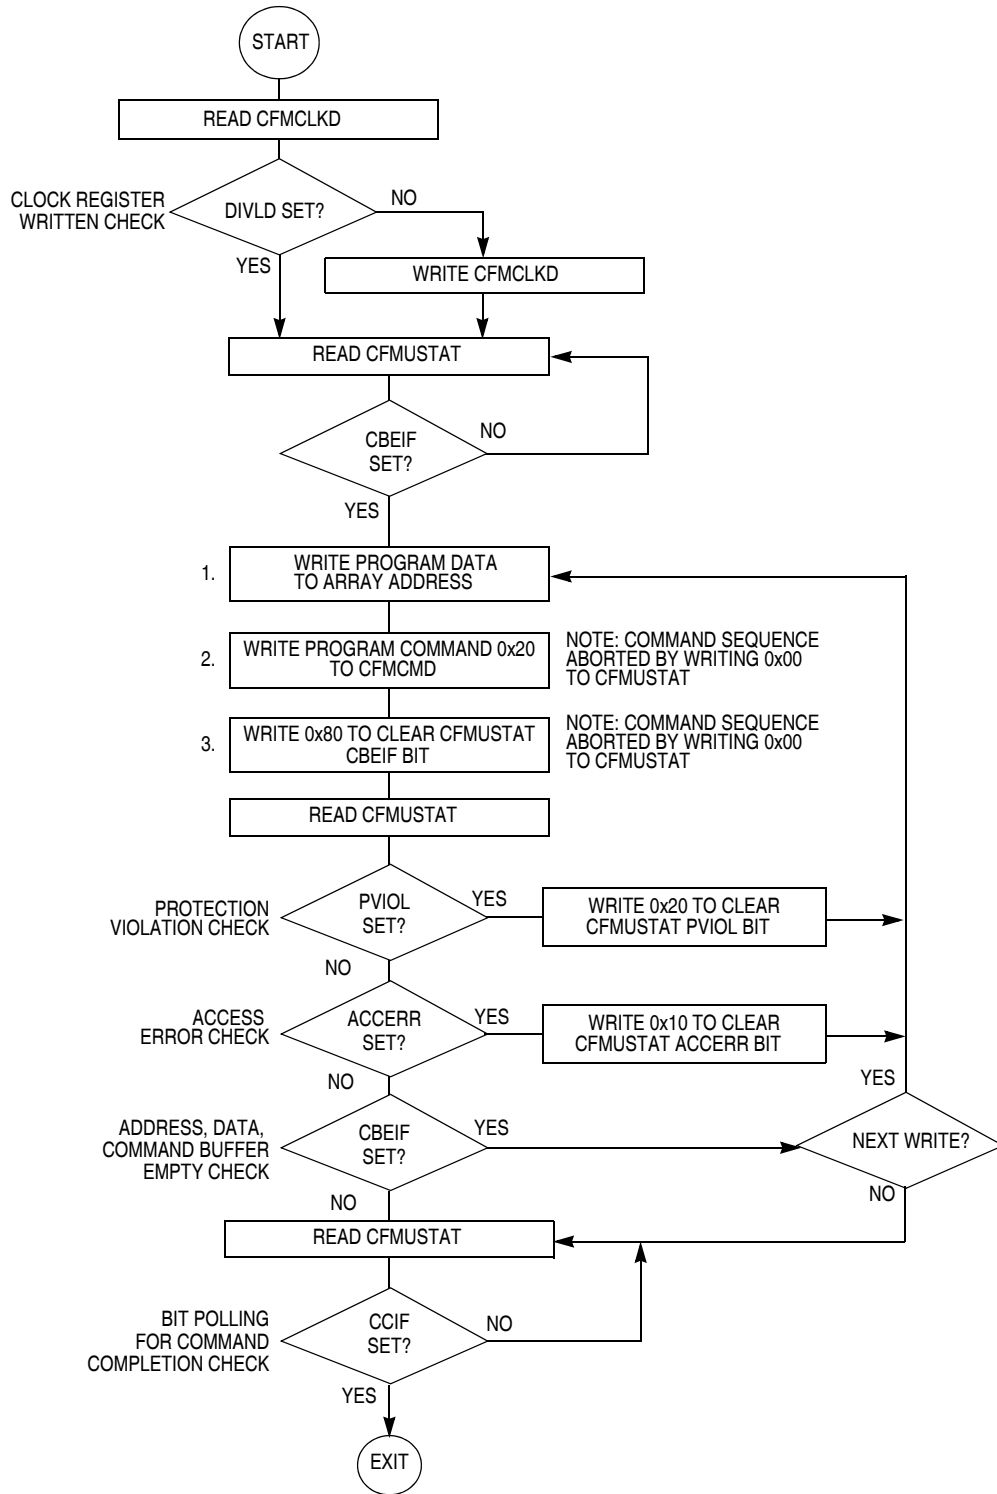 START
READ CFMCLKD
CLOCK REGISTER
WRITTEN CHECK
DIVLD SET?
NO
YES
WRITE CFMCLKD
READ CFMUSTAT
CBEIF
SET?
NO
YES
1.
WRITE PROGRAM DATA
TO ARRAY ADDRESS
2.
WRITE PROGRAM COMMAND 0x20
TO CFMCMD
NOTE: COMMAND SEQUENCE
ABORTED BY WRITING 0x00
TO CFMUSTAT
3.
WRITE 0x80 TO CLEAR CFMUSTAT
CBEIF BIT
NOTE: COMMAND SEQUENCE
ABORTED BY WRITING 0x00
TO CFMUSTAT
READ CFMUSTAT
PROTECTION
VIOLATION CHECK
PVIOL
SET?
YES
WRITE 0x20 TO CLEAR
CFMUSTAT PVIOL BIT
NO
ACCESS
ERROR CHECK
ACCERR
SET?
YES
WRITE 0x10 TO CLEAR
CFMUSTAT ACCERR BIT
NO
YES
ADDRESS, DATA,
COMMAND BUFFER
EMPTY CHECK
CBEIF
SET?
YES
NEXT WRITE?
NO
NO
READ CFMUSTAT
BIT POLLING
FOR COMMAND
COMPLETION CHECK
CCIF
SET?
NO
YES
EXIT